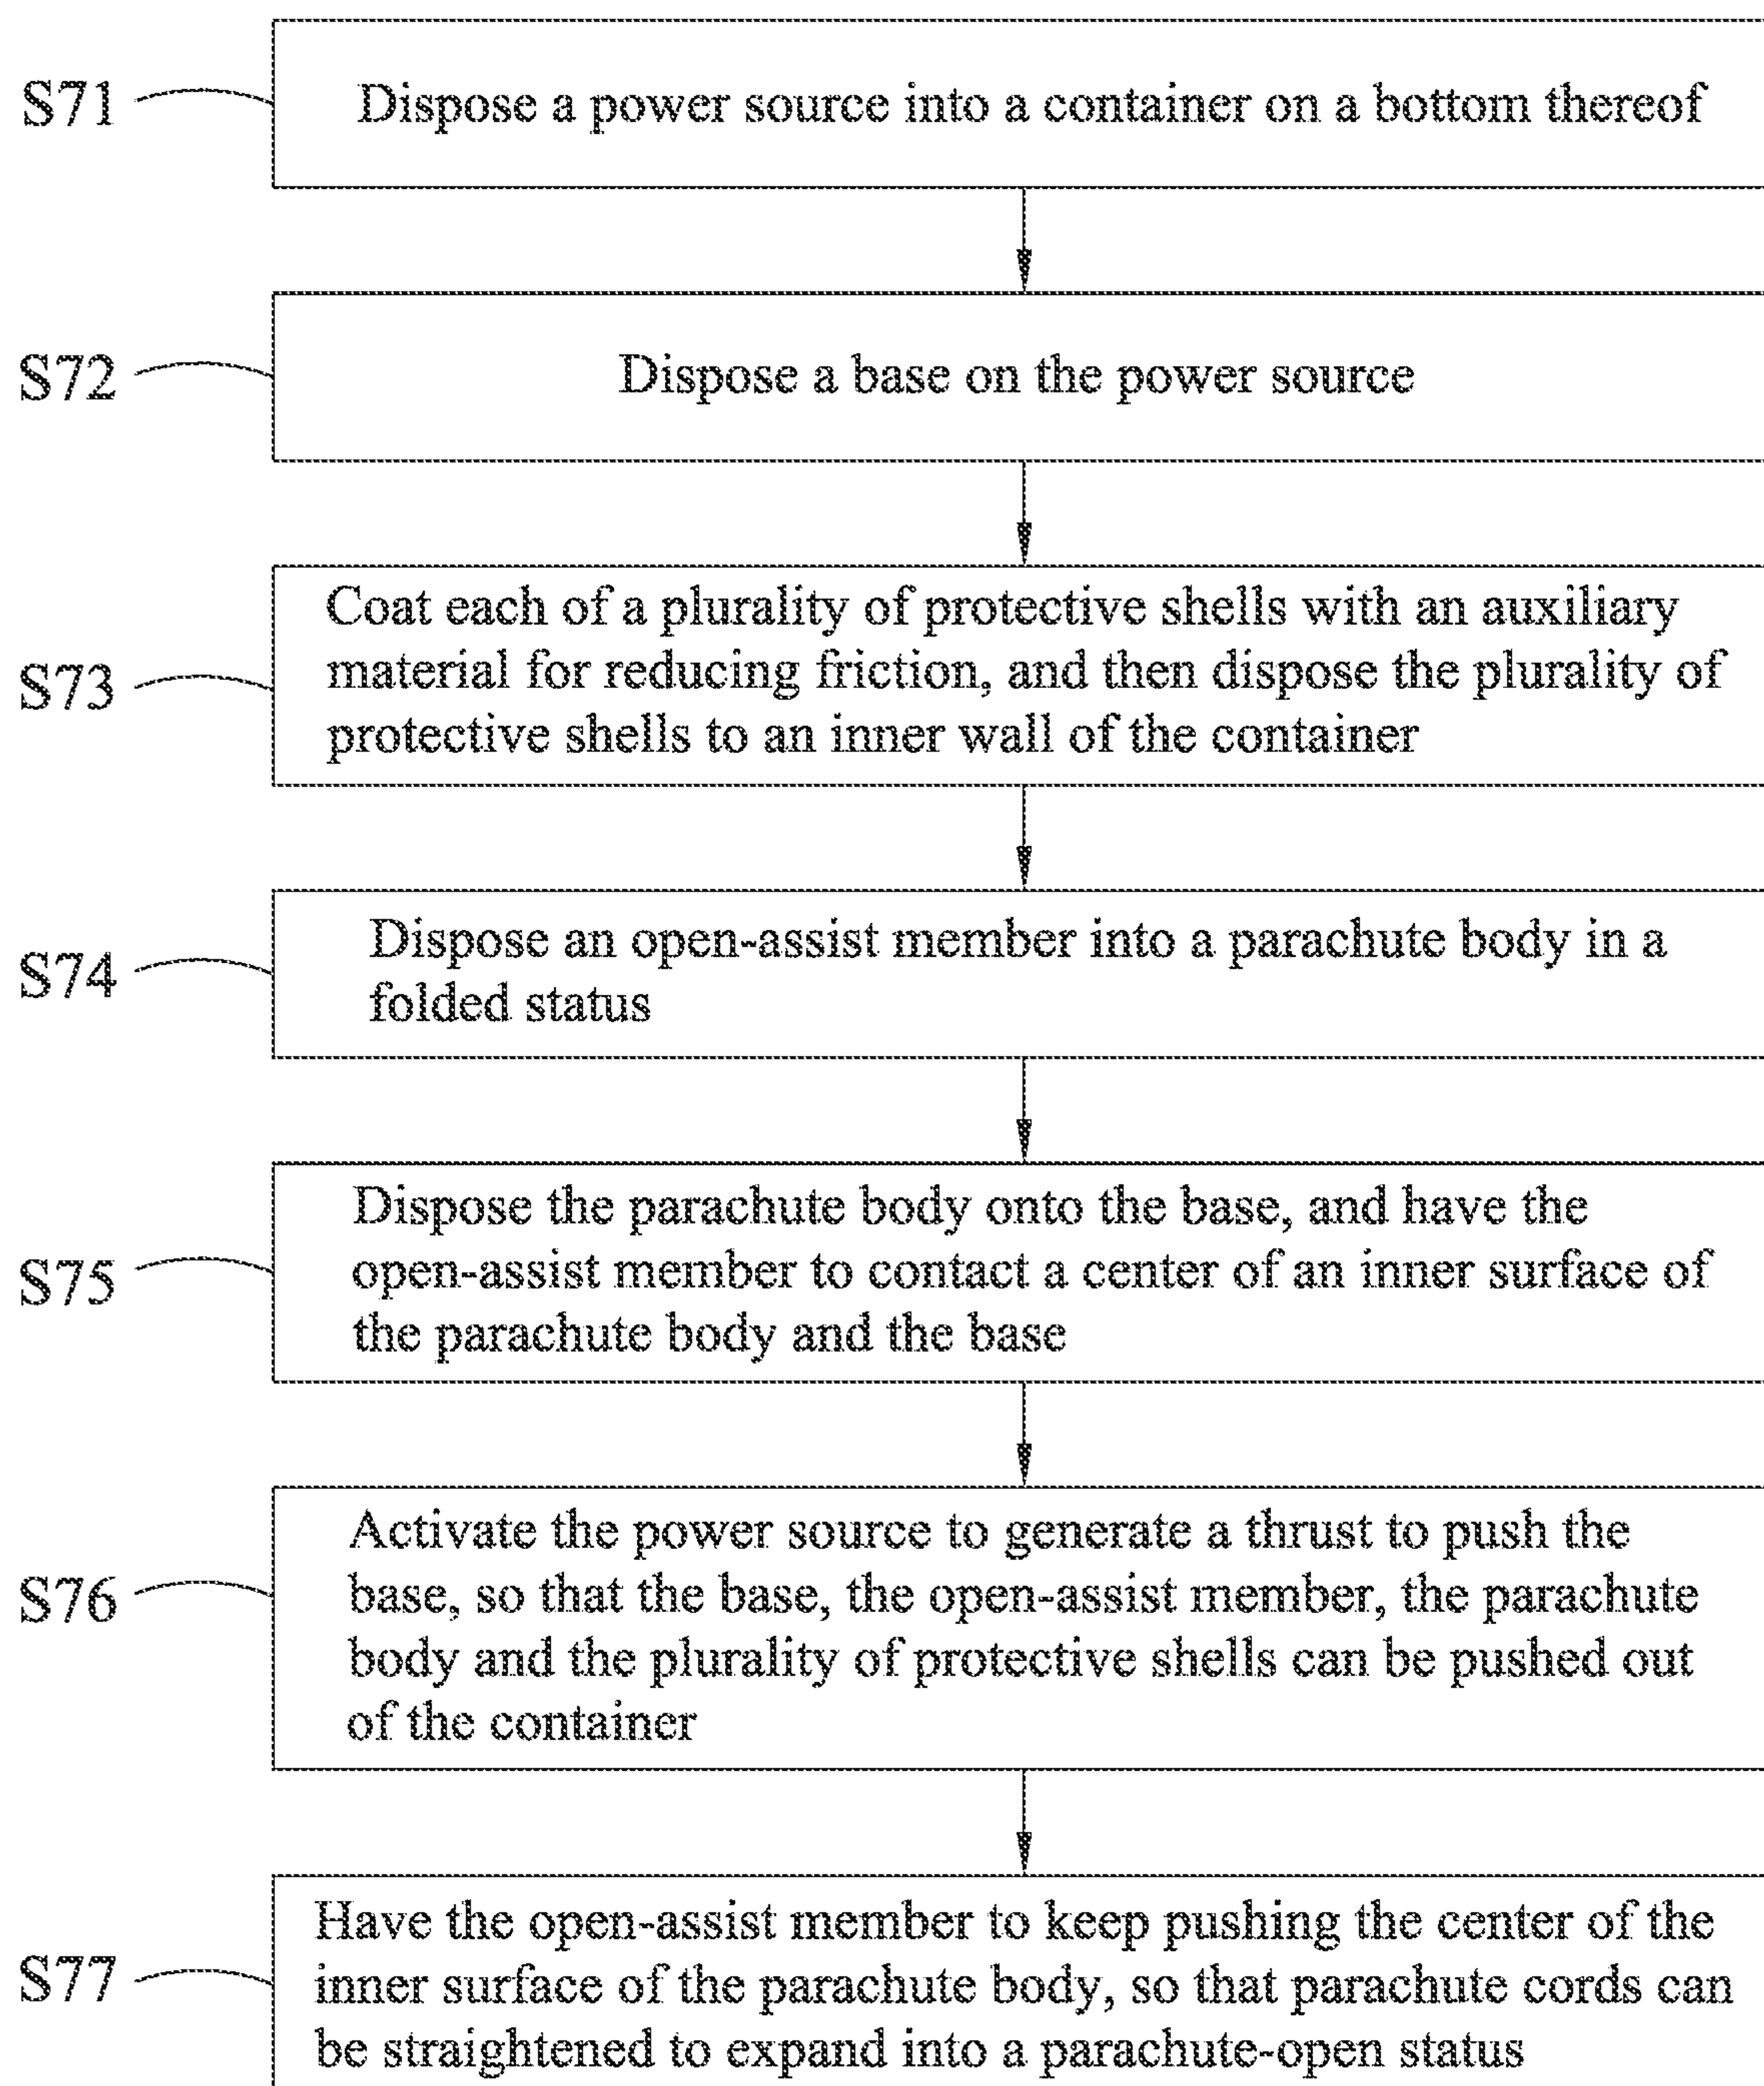 S71
Dispose a power source into a container on a bottom thereof
S72
Dispose a base on the power source
S73
Coat each of a plurality of protective shells with an auxiliary
material for reducing friction, and then dispose the plurality of
protective shells to an inner wall of the container
S74
Dispose an open-assist member into a parachute body in a
folded status
S75
Dispose the parachute body onto the base, and have the
open-assist member to contact a center of an inner surface of
the parachute body and the base
S76
Activate the power source to generate a thrust to push the
base, so that the base, the open-assist member, the parachute
body and the plurality of protective shells can be pushed out
of the container
S77
Have the open-assist member to keep pushing the center of the
inner surface of the parachute body, so that parachute cords can
be straightened to expand into a parachute-open status